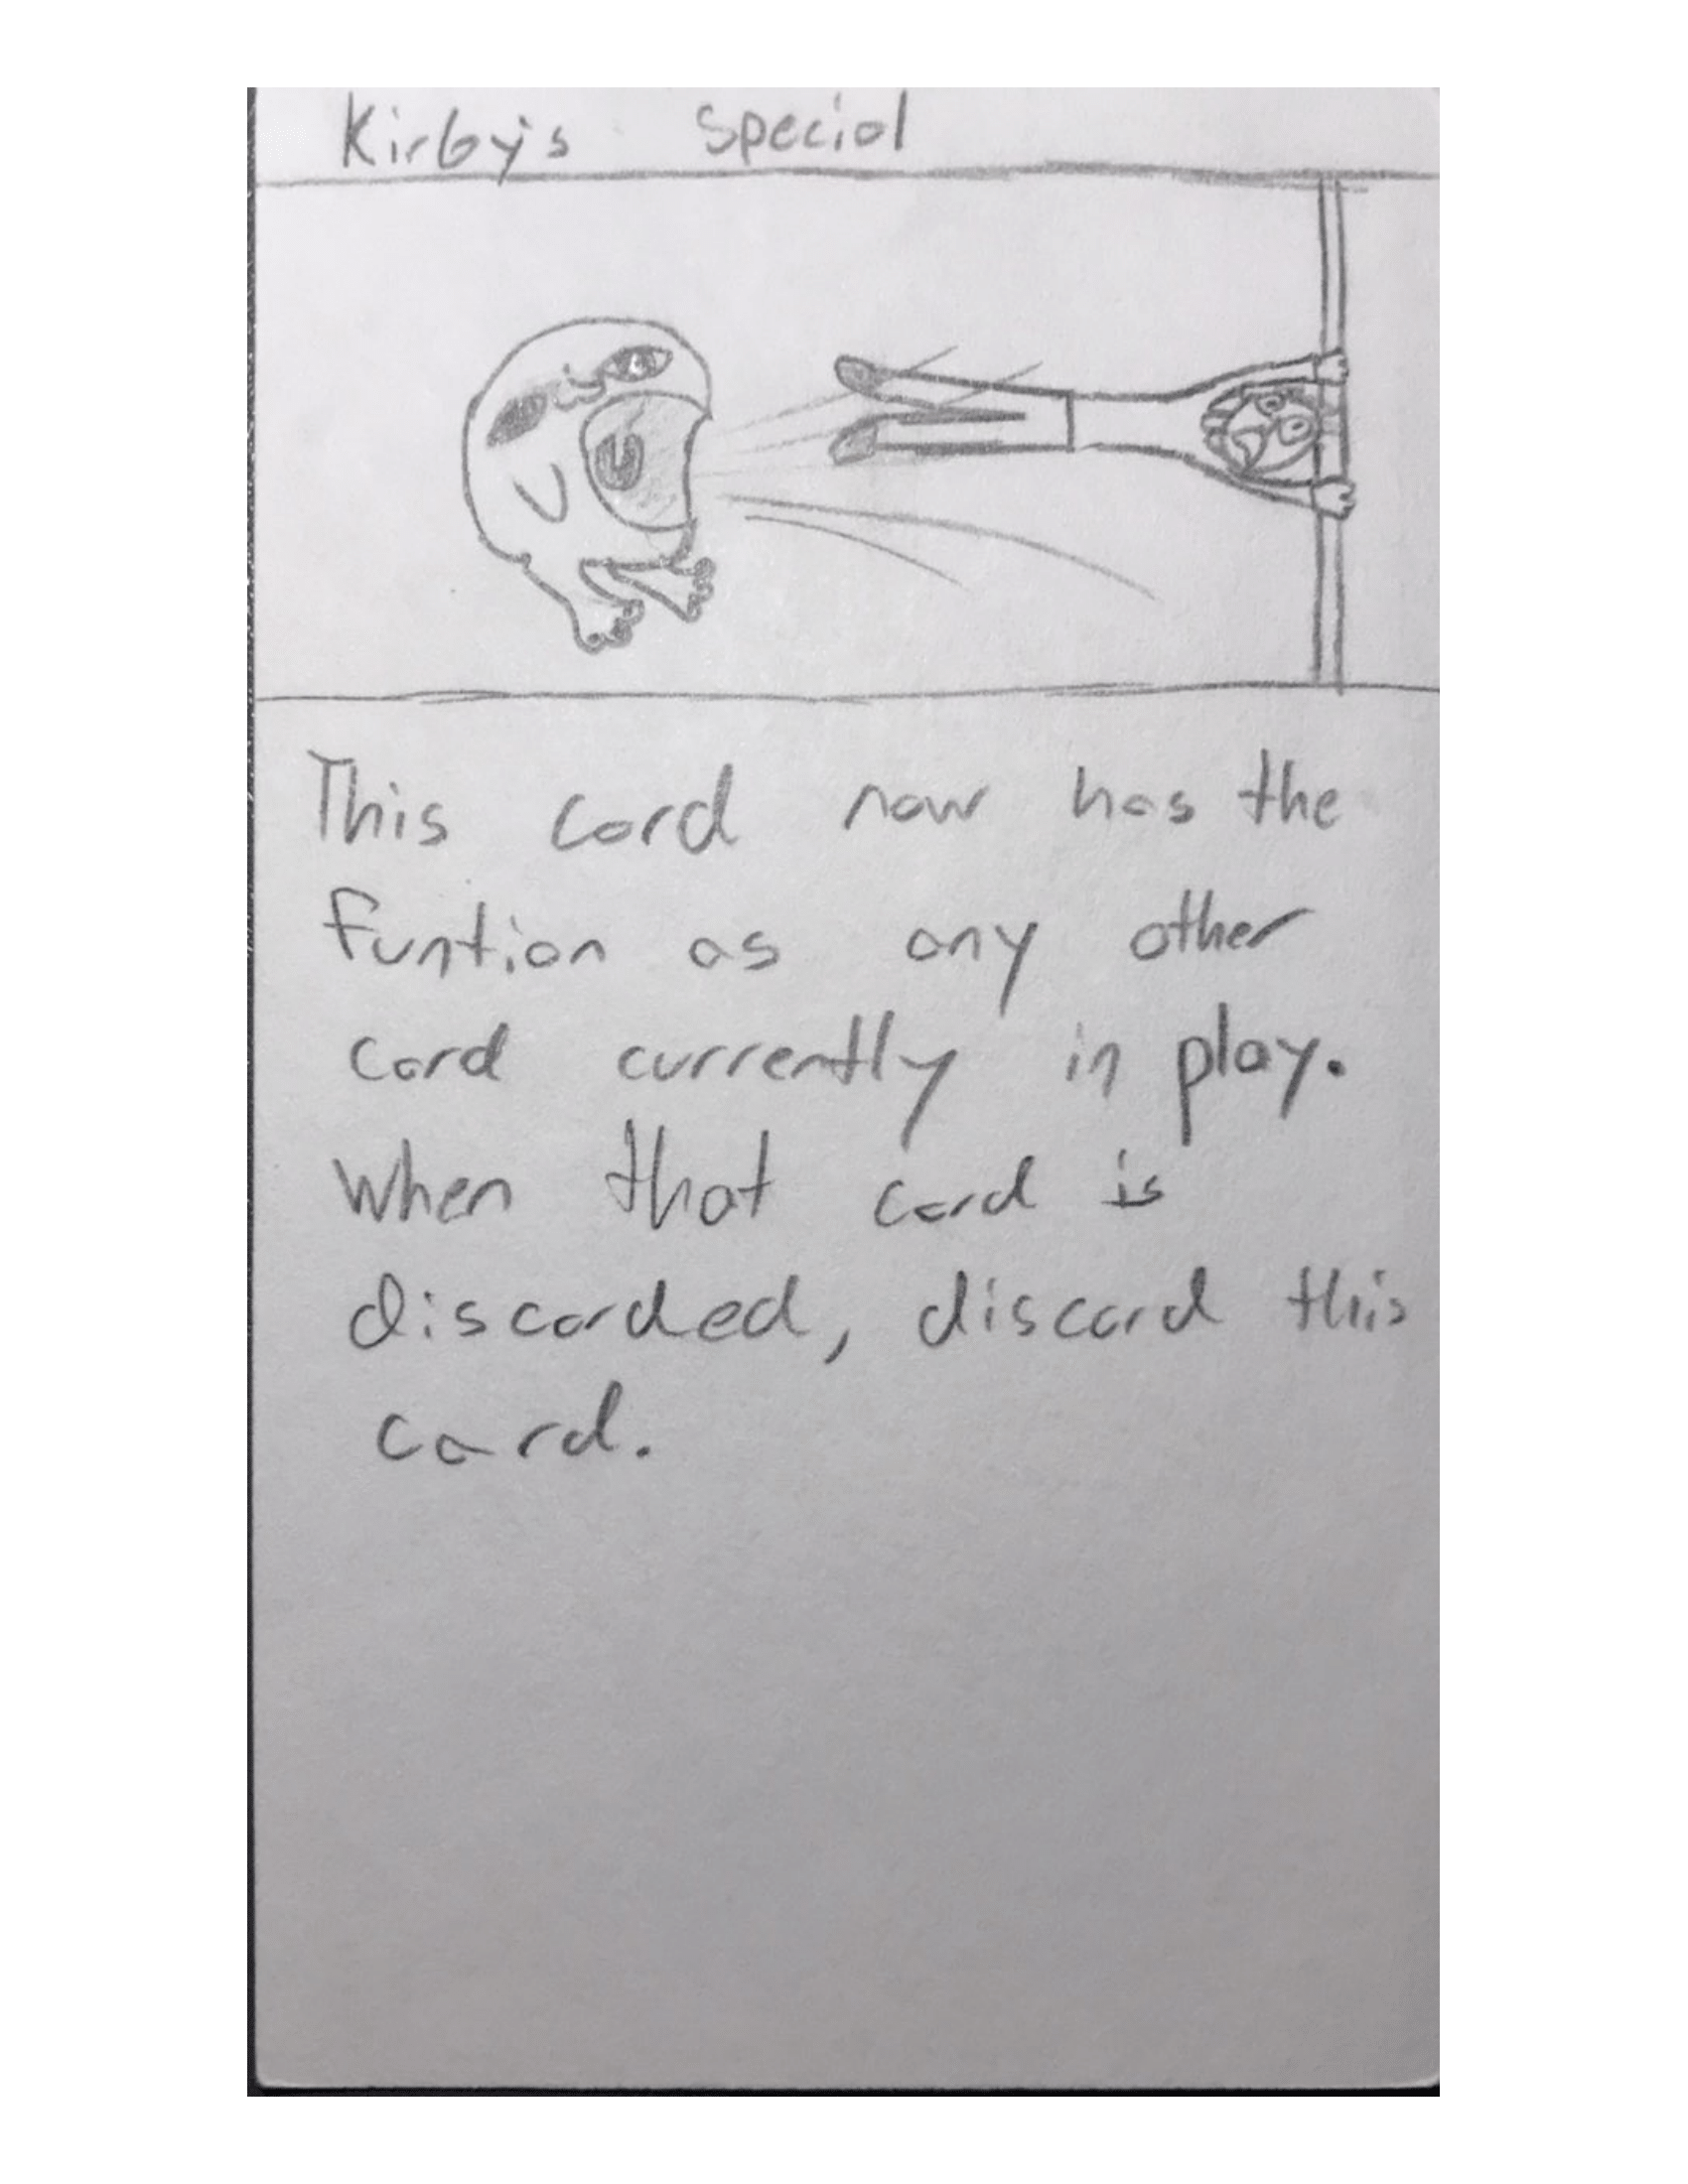 Kirby's Special
This card now has the
funtion as any other
card currently in play.
When that card is
discarded, discard this
card.